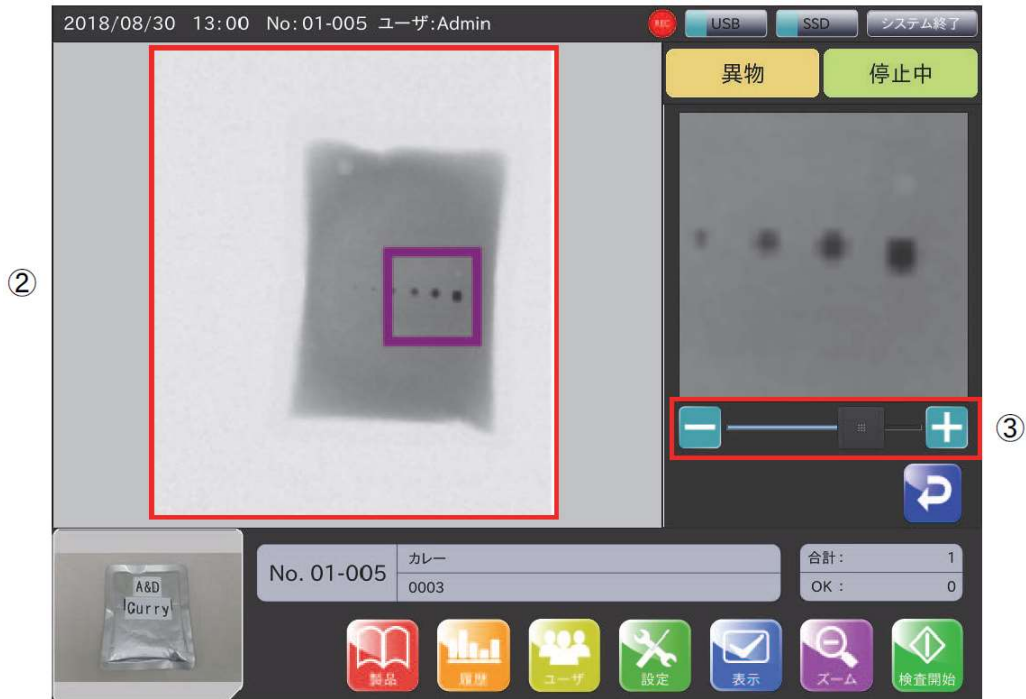 2018/08/30 13:00 No: 01-005 ユーザ:Admin REC USB SSD システム終了
異物 停止中
②
③
No. 01-005
カレー
0003
合計: 1
OK : 0
A&D
Curry
製品 履歴 ユーザ 設定 表示 ズーム 検査開始